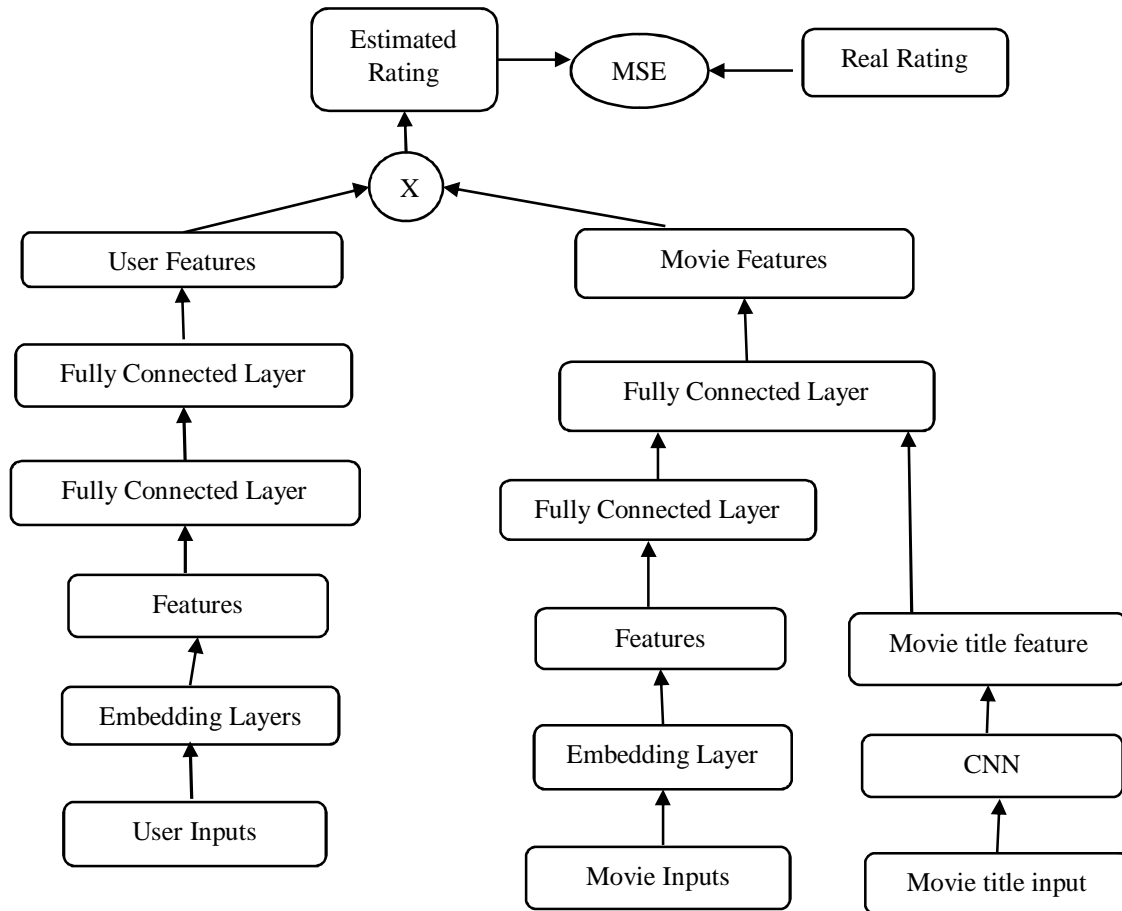 Estimated
Rating
MSE
Real Rating
X
User Features
Movie Features
Fully Connected Layer
Fully Connected Layer
Fully Connected Layer
Fully Connected Layer
Features
Features
Movie title feature
Embedding Layers
Embedding Layer
CNN
User Inputs
Movie Inputs
Movie title input